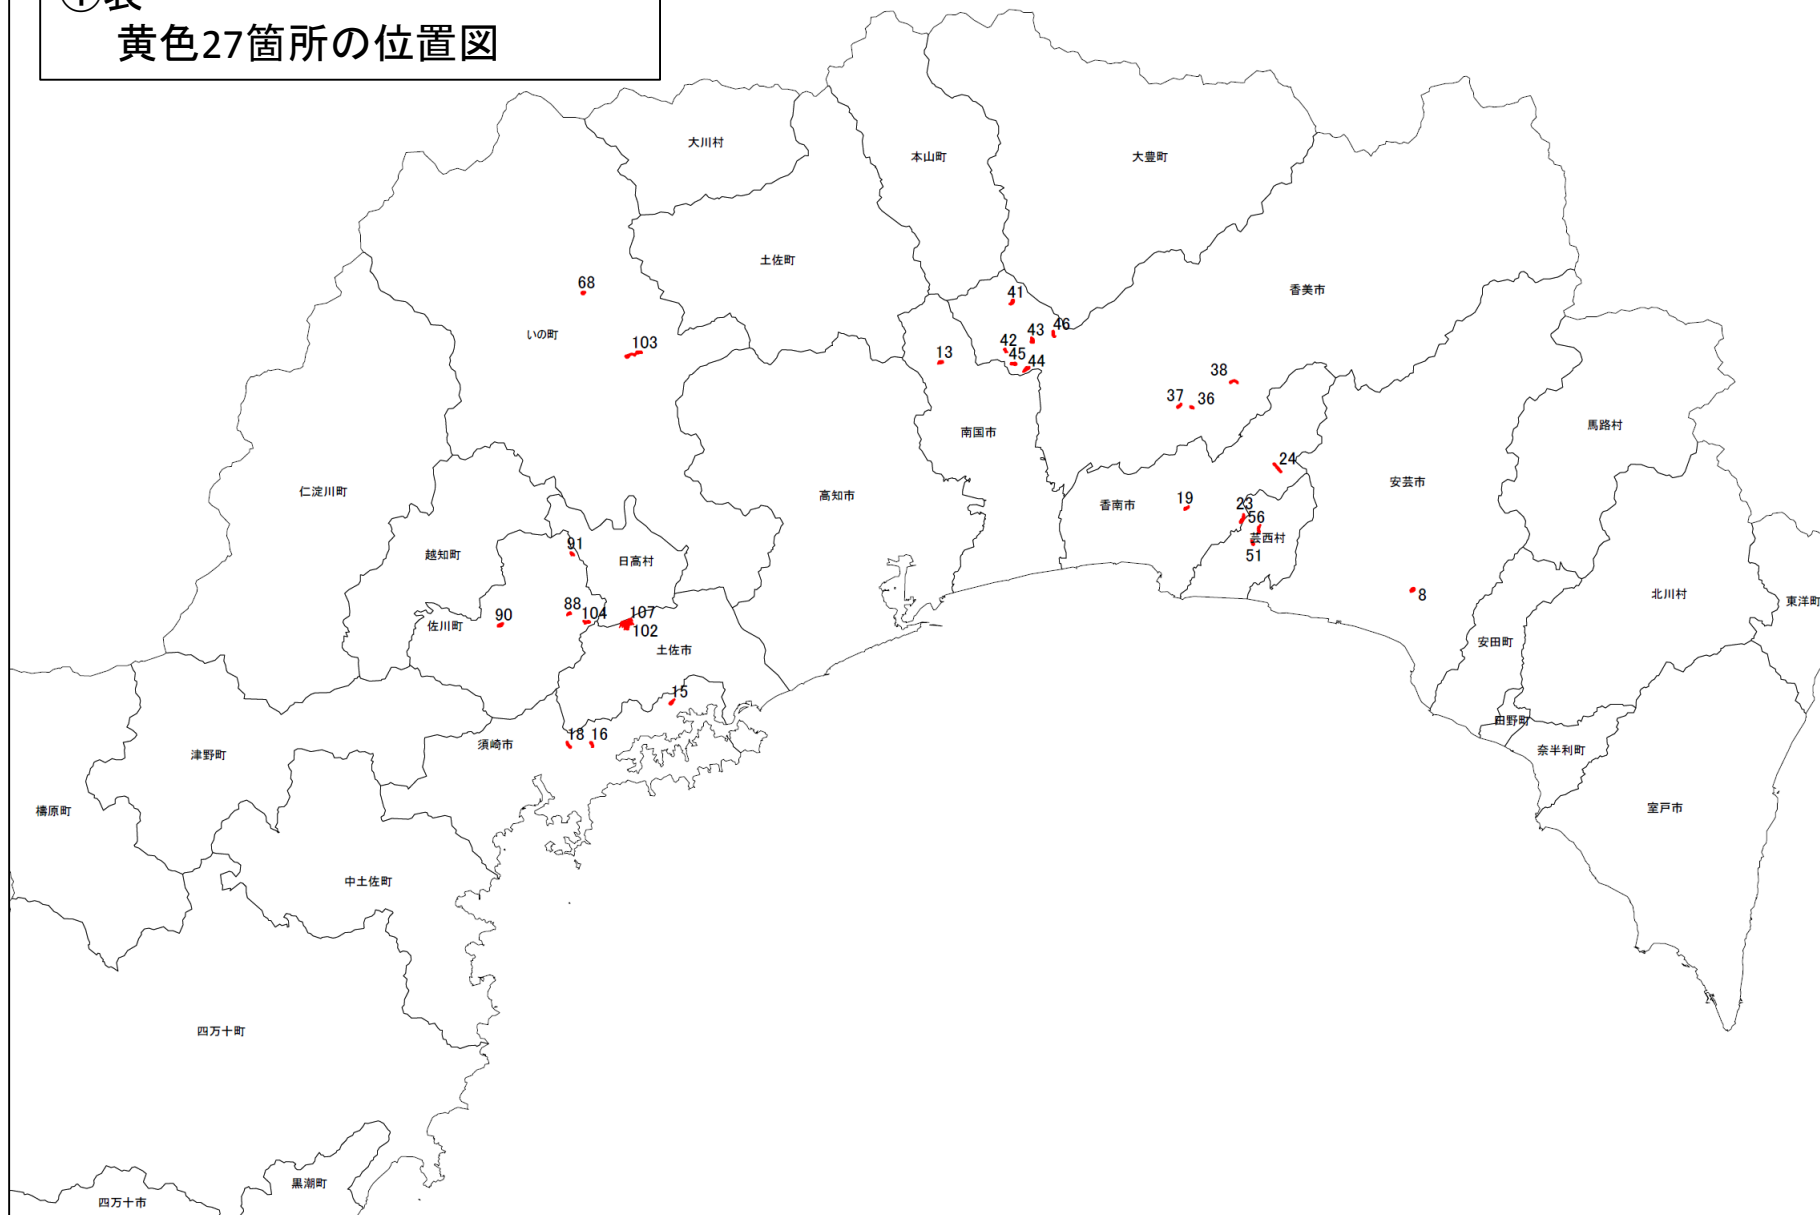 ①表
黄色27箇所の位置図
大川村
本山町
大豊町
土佐町
香美市
68
41
いの町
46
43
103
42
13
45
44
38
37
36
馬路村
南国市
24
安芸市
仁淀川町
高知市
19
23
香南市
56
芸西村
91
越知町
日高村
51
北川村
8
東洋町
88
107
104
90
佐川町
102
安田町
土佐市
15
田野町
18
16
須崎市
奈半利町
津野町
室戸市
檮原町
中土佐町
四万十町
黒潮町
四万十市